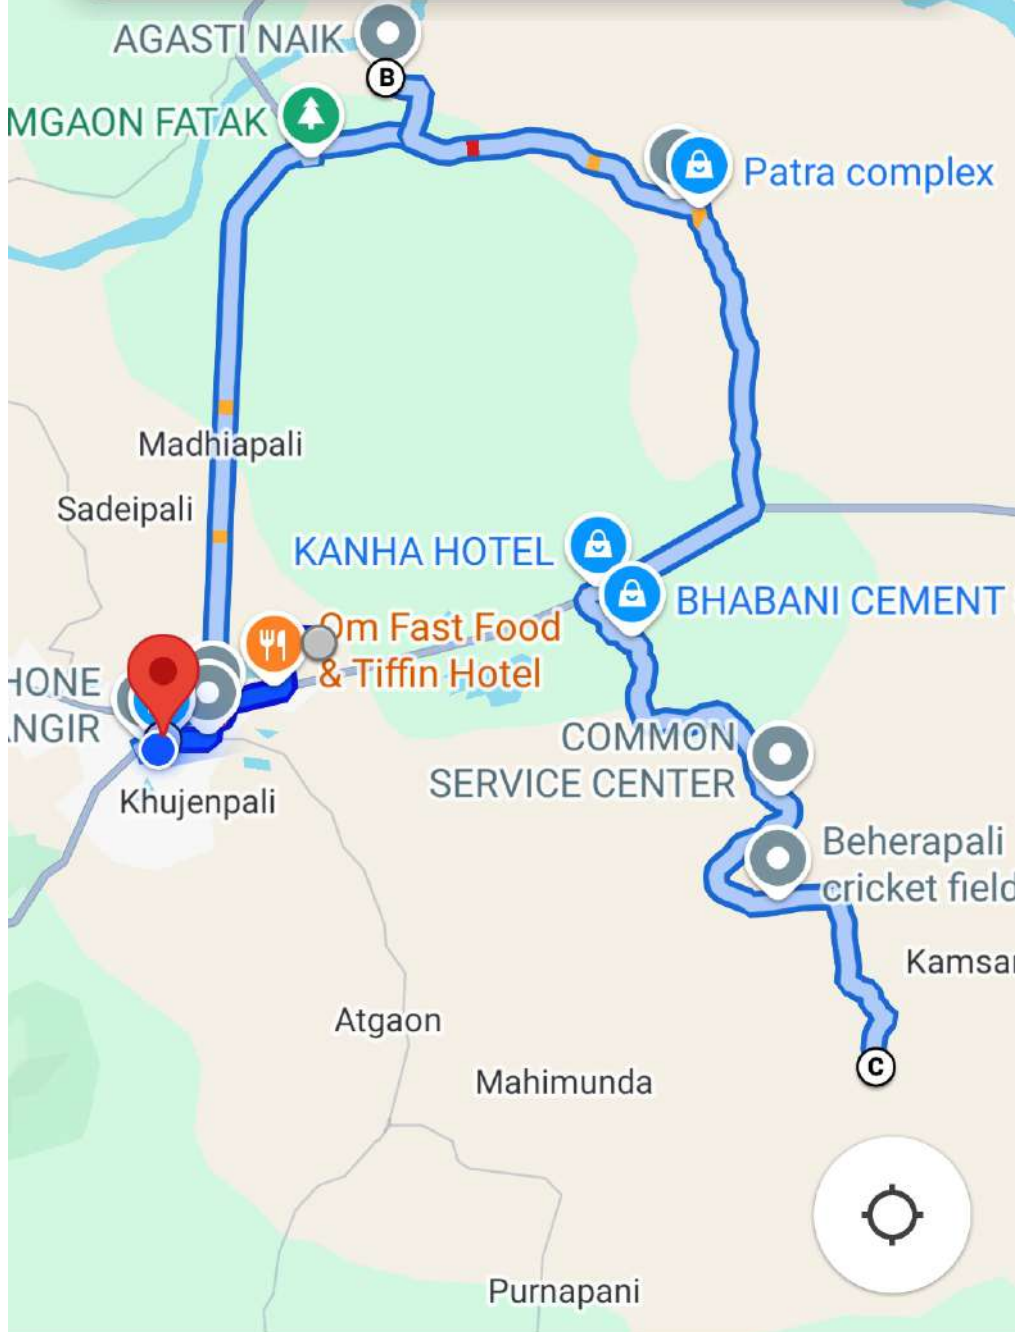 AGASTI NAIK
B
MGAON FATAK
Patra complex
Madhiapali
Sadeipali
KANHA HOTEL
BHABANI CEMENT
Om Fast Food
& Tiffin Hotel
HONE
NGIR
COMMON
SERVICE CENTER
Khujenpali
Beherapali
cricket field
Kamsar
Atgaon
C
Mahimunda
Purnapani